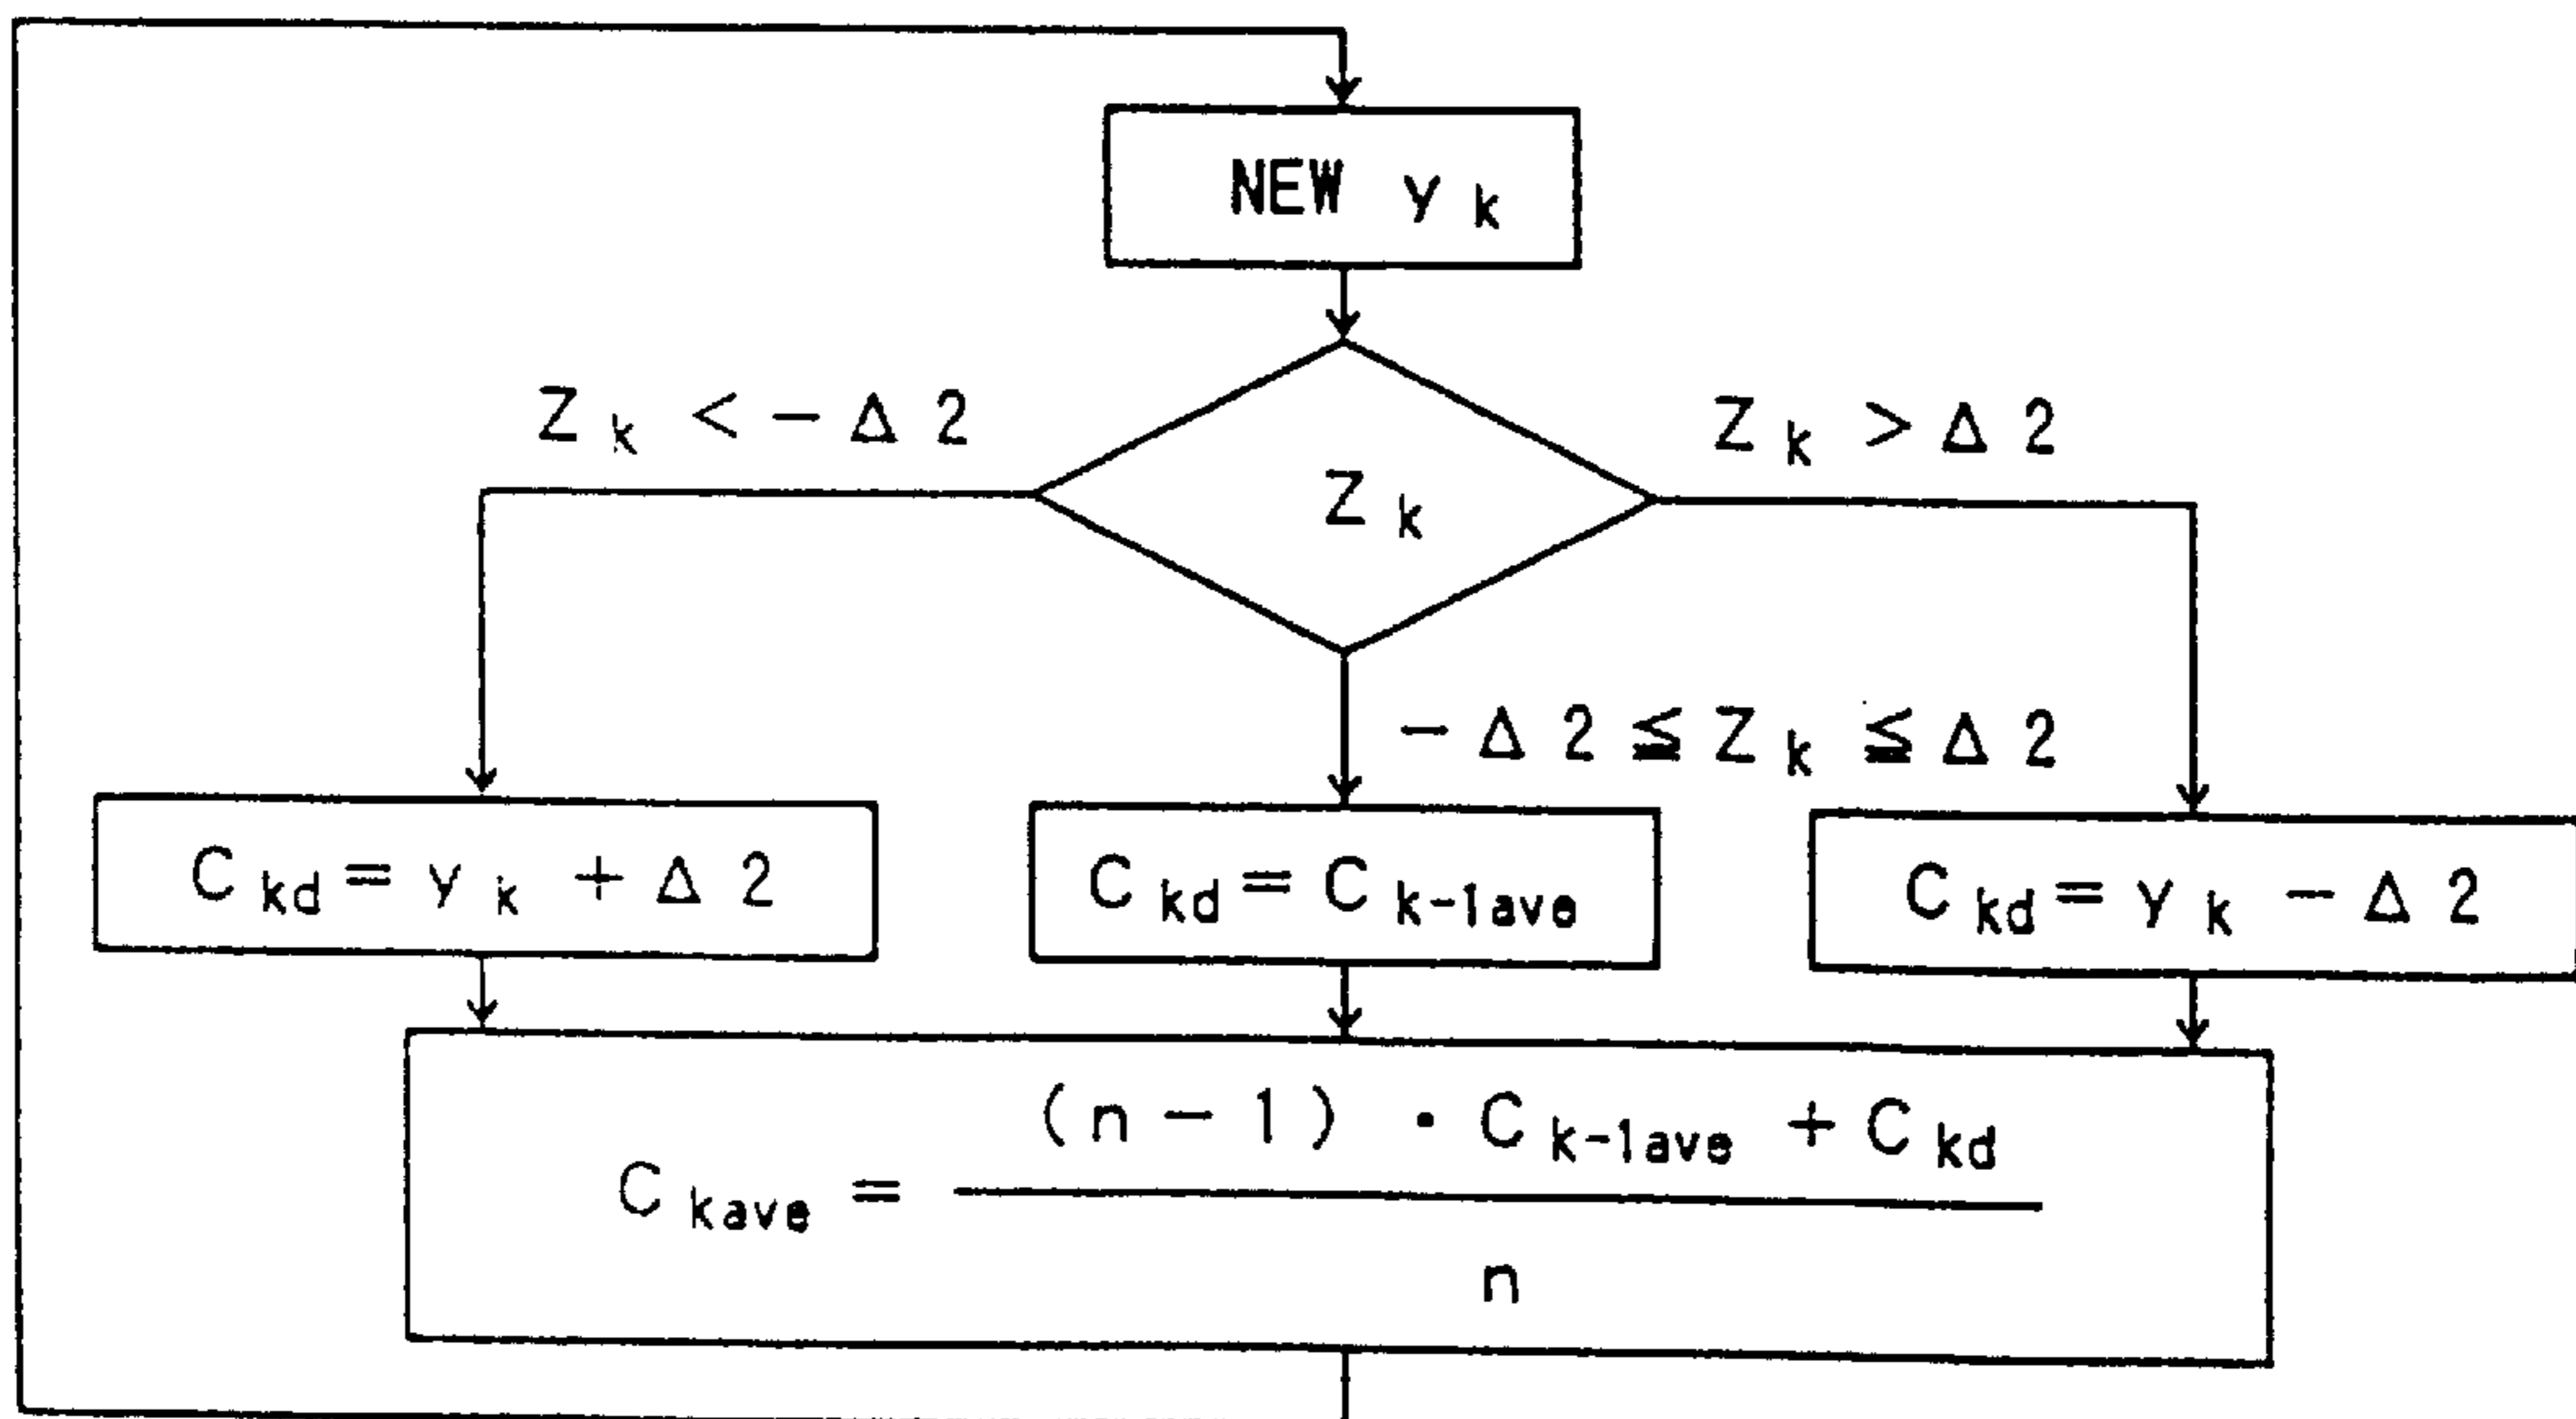 NEW y k
Z k < - Δ 2
Z k > Δ 2
Z k
- Δ 2 ≦ Z k ≦ Δ 2
C kd = y k + Δ 2
C kd = C k-1ave
C kd = y k - Δ 2
(n - 1) · C k-1ave + C kd
C kave =
n